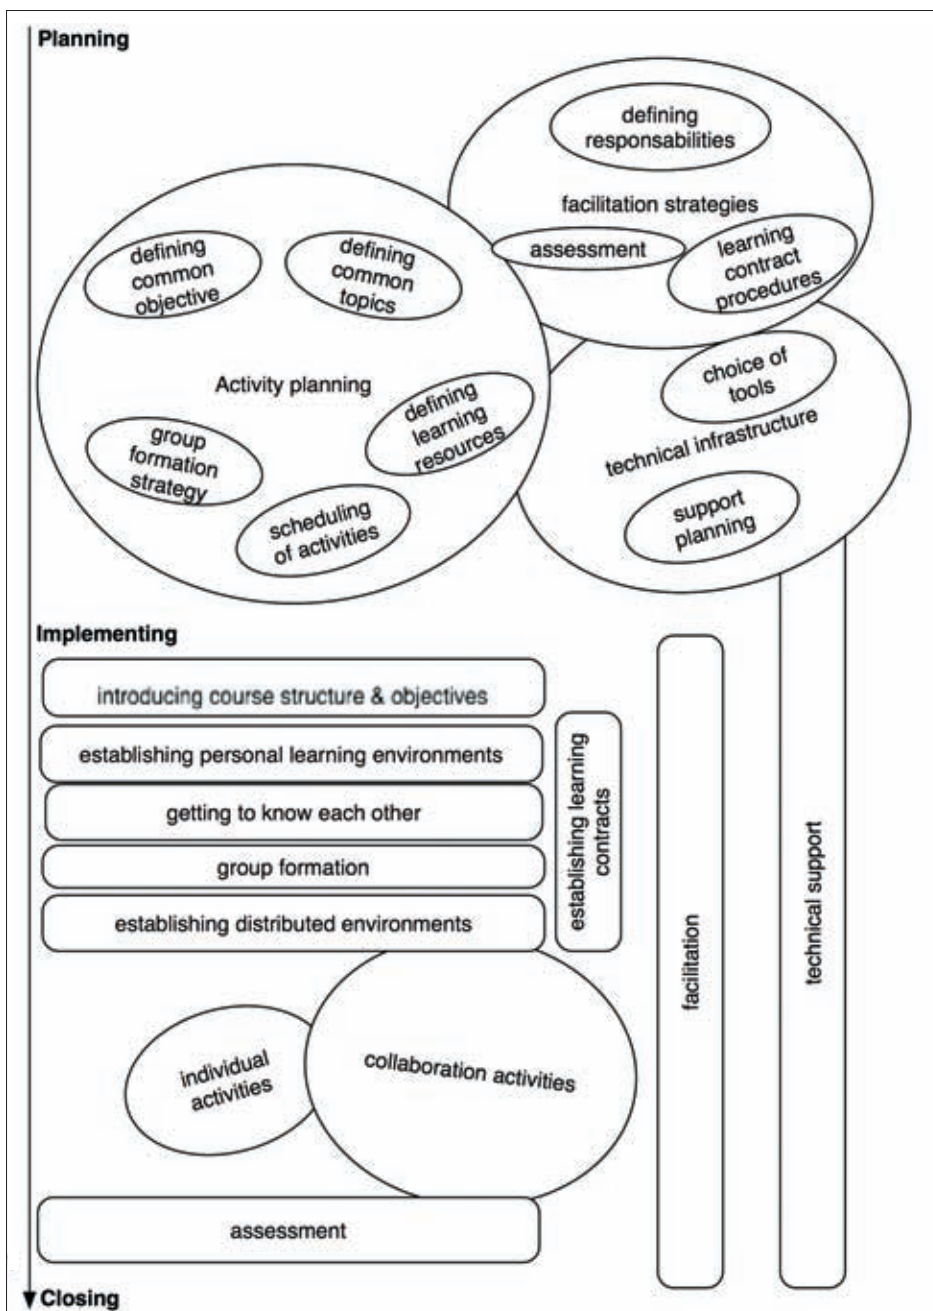 Planning
defining
responsabilities
facilitation strategies
assessment
learning
contract
procedures
defining
common
objective
defining
common
topics
Activity planning
defining
learning
resources
group
formation
strategy
scheduling
of activities
choice of
tools
technical infrastructure
support
planning
Implementing
introducing course structure & objectives
establishing personal learning environments
getting to know each other
group formation
establishing distributed environments
establishing learning
contracts
facilitation
technical support
individual
activities
collaboration activities
assessment
Closing